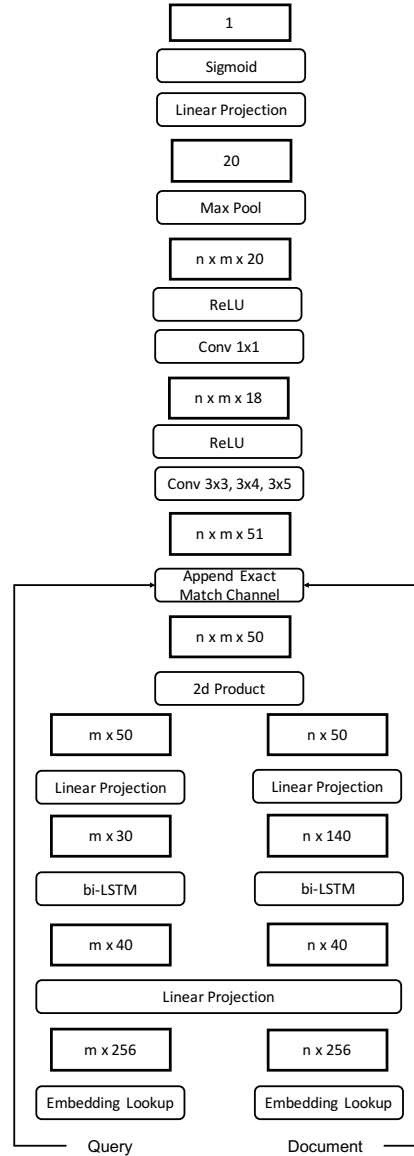 1
Sigmoid
Linear Projection
20
Max Pool
n x m x 20
ReLU
Conv 1x1
n x m x 18
ReLU
Conv 3x3, 3x4, 3x5
n x m x 51
Append Exact
Match Channel
n x m x 50
2d Product
m x 50 n x 50
Linear Projection Linear Projection
m x 30 n x 140
bi-LSTM bi-LSTM
m x 40 n x 40
Linear Projection
m x 256 n x 256
Embedding Lookup Embedding Lookup
Query Document